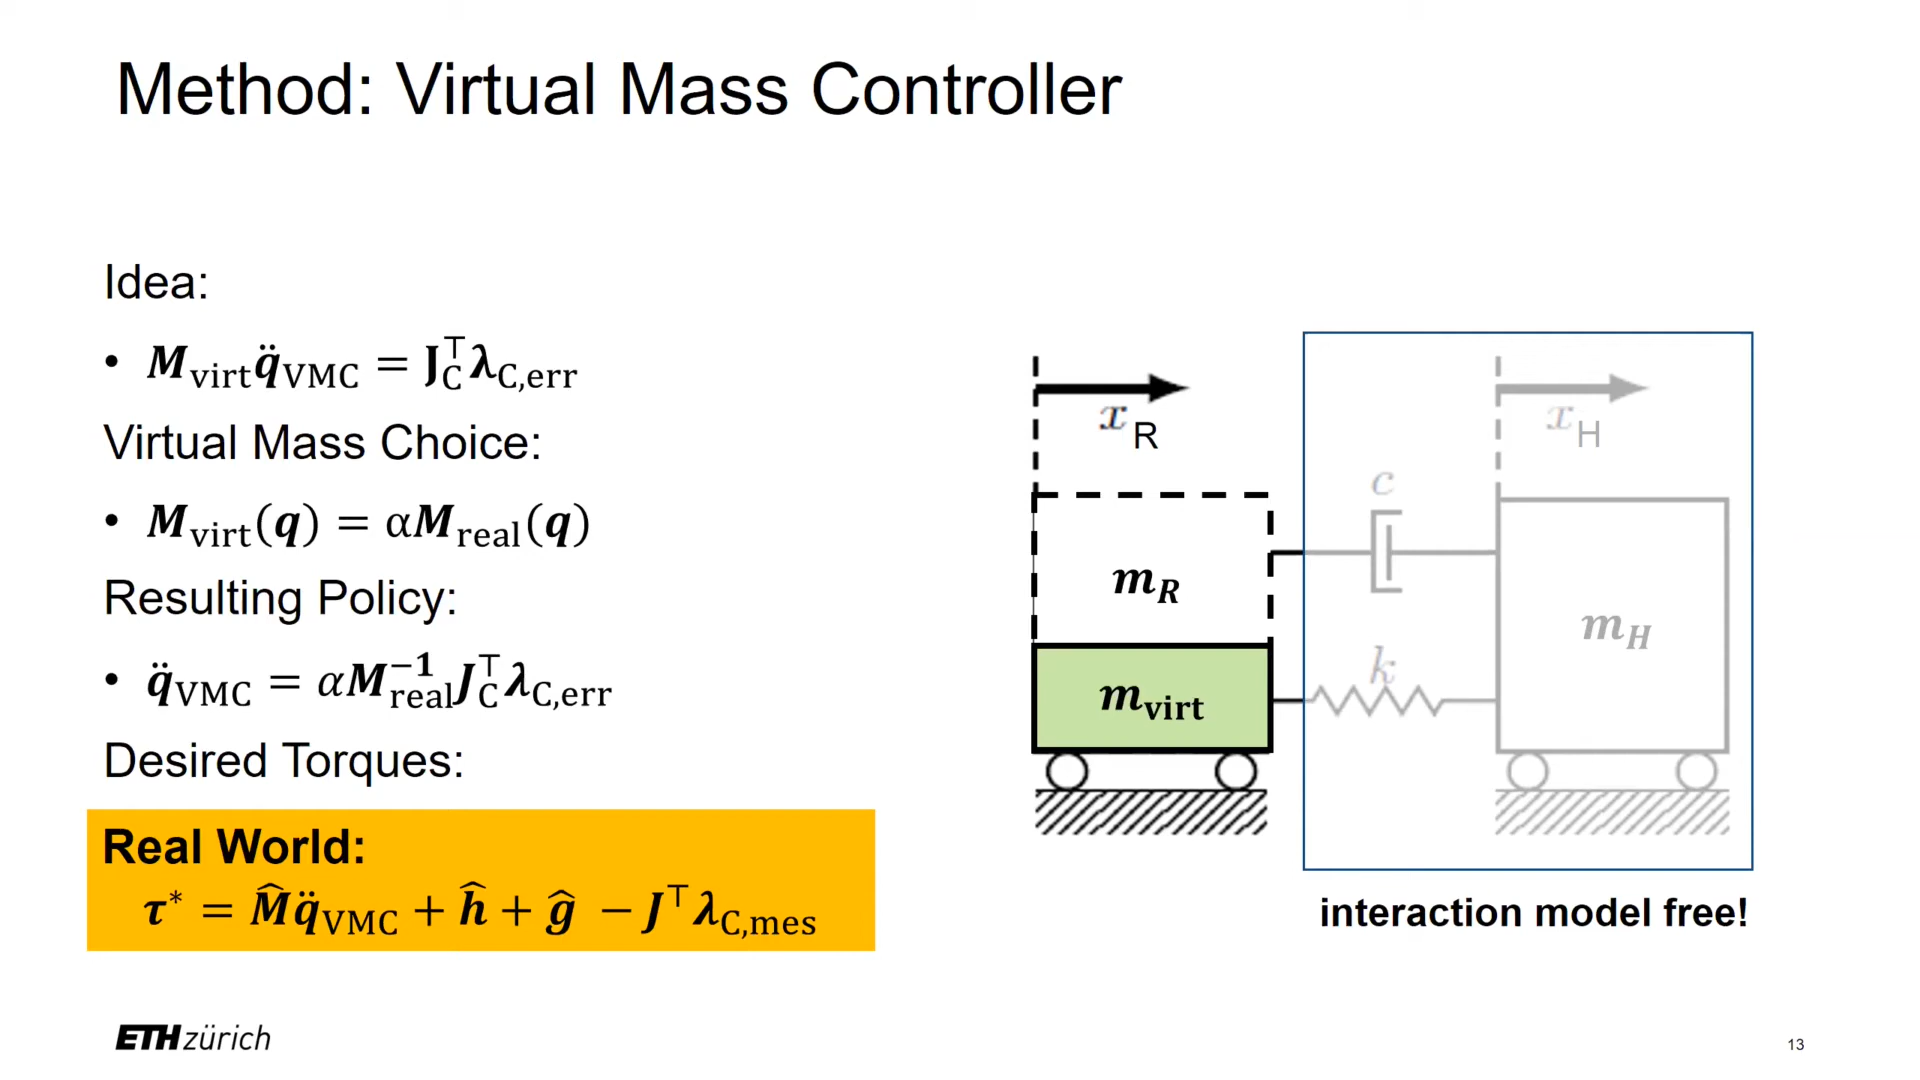 Method: Virtual Mass Controller
Idea:
• M_virt q̈_VMC = J_C^⊤ λ_C,err
Virtual Mass Choice:
• M_virt(q) = αM_real(q)
Resulting Policy:
• q̈_VMC = αM_real^−1 J_C^⊤ λ_C,err
Desired Torques:
Real World:
τ* = M̂q̈_VMC + ĥ + ĝ − J^⊤ λ_C,mes
x_R
x_H
c
m_R
m_H
k
m_virt
interaction model free!
ETH zürich
13